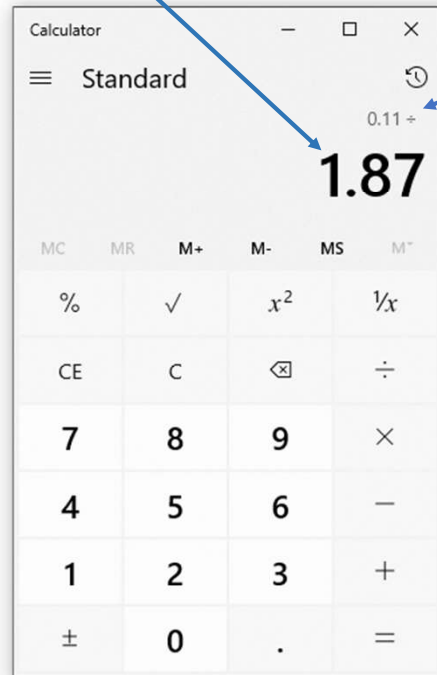 Calculator
Standard
0.11 ÷
1.87
MC MR M+ M- MS M˅
% √ x² ¹/x
CE C ÷
7 8 9 ×
4 5 6 −
1 2 3 +
± 0 . =